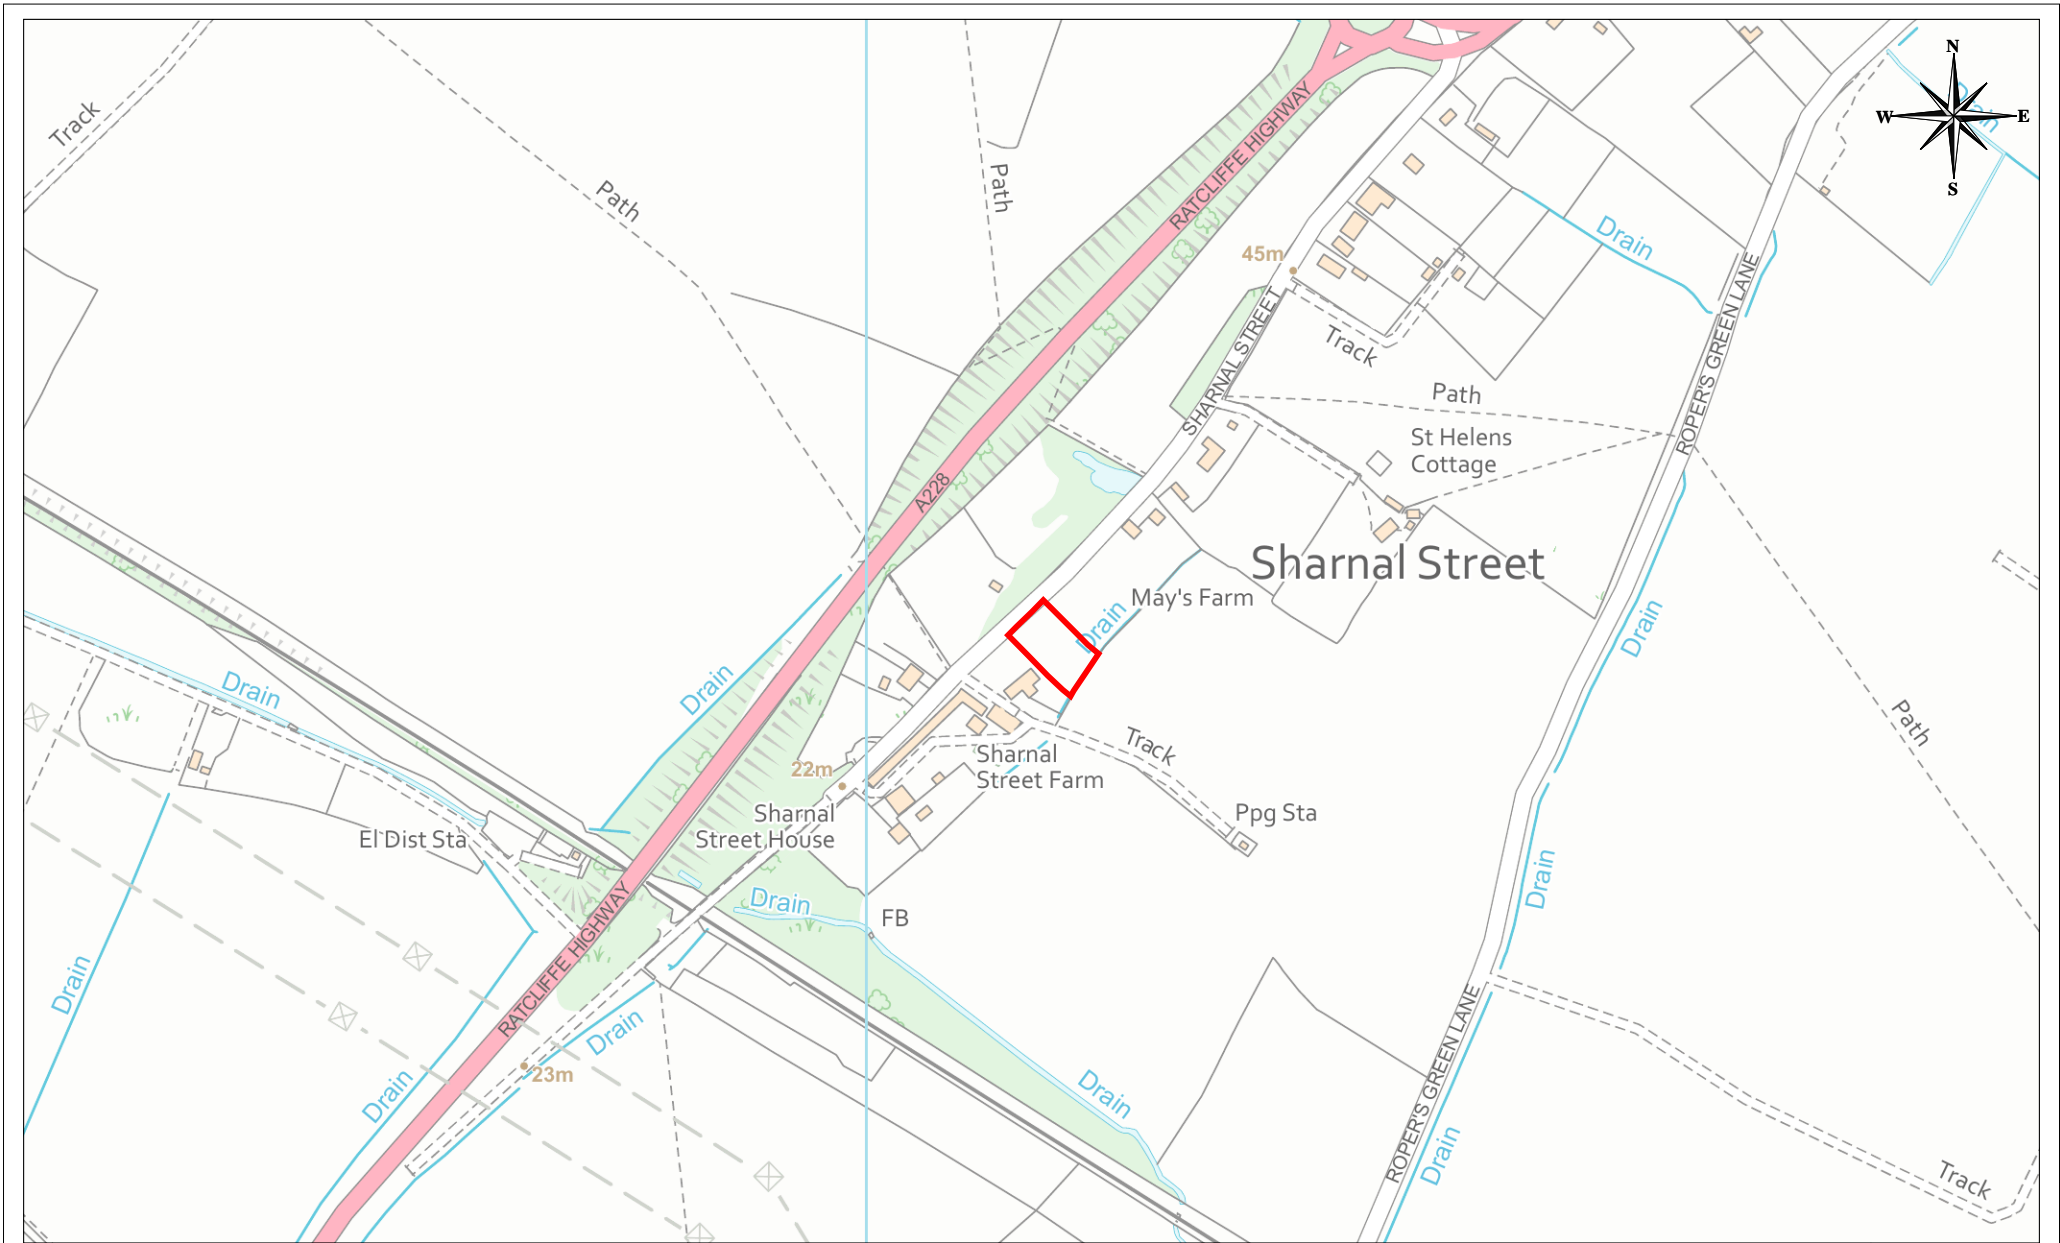 N
W
E
S
Drain
Track
Path
Path
RATCLIFFE HIGHWAY
45m
Drain
SHARNAL STREET
Track
ROPER'S GREEN LANE
Path
St Helens
Cottage
A228
Sharnal Street
May's Farm
Drain
Drain
Drain
Drain
Path
Track
22m
Sharnal
Street Farm
Sharnal
Street House
Ppg Sta
El Dist Sta
Drain
Drain
FB
RATCLIFFE HIGHWAY
Drain
Drain
23m
Drain
Drain
ROPER'S GREEN LANE
Drain
Track